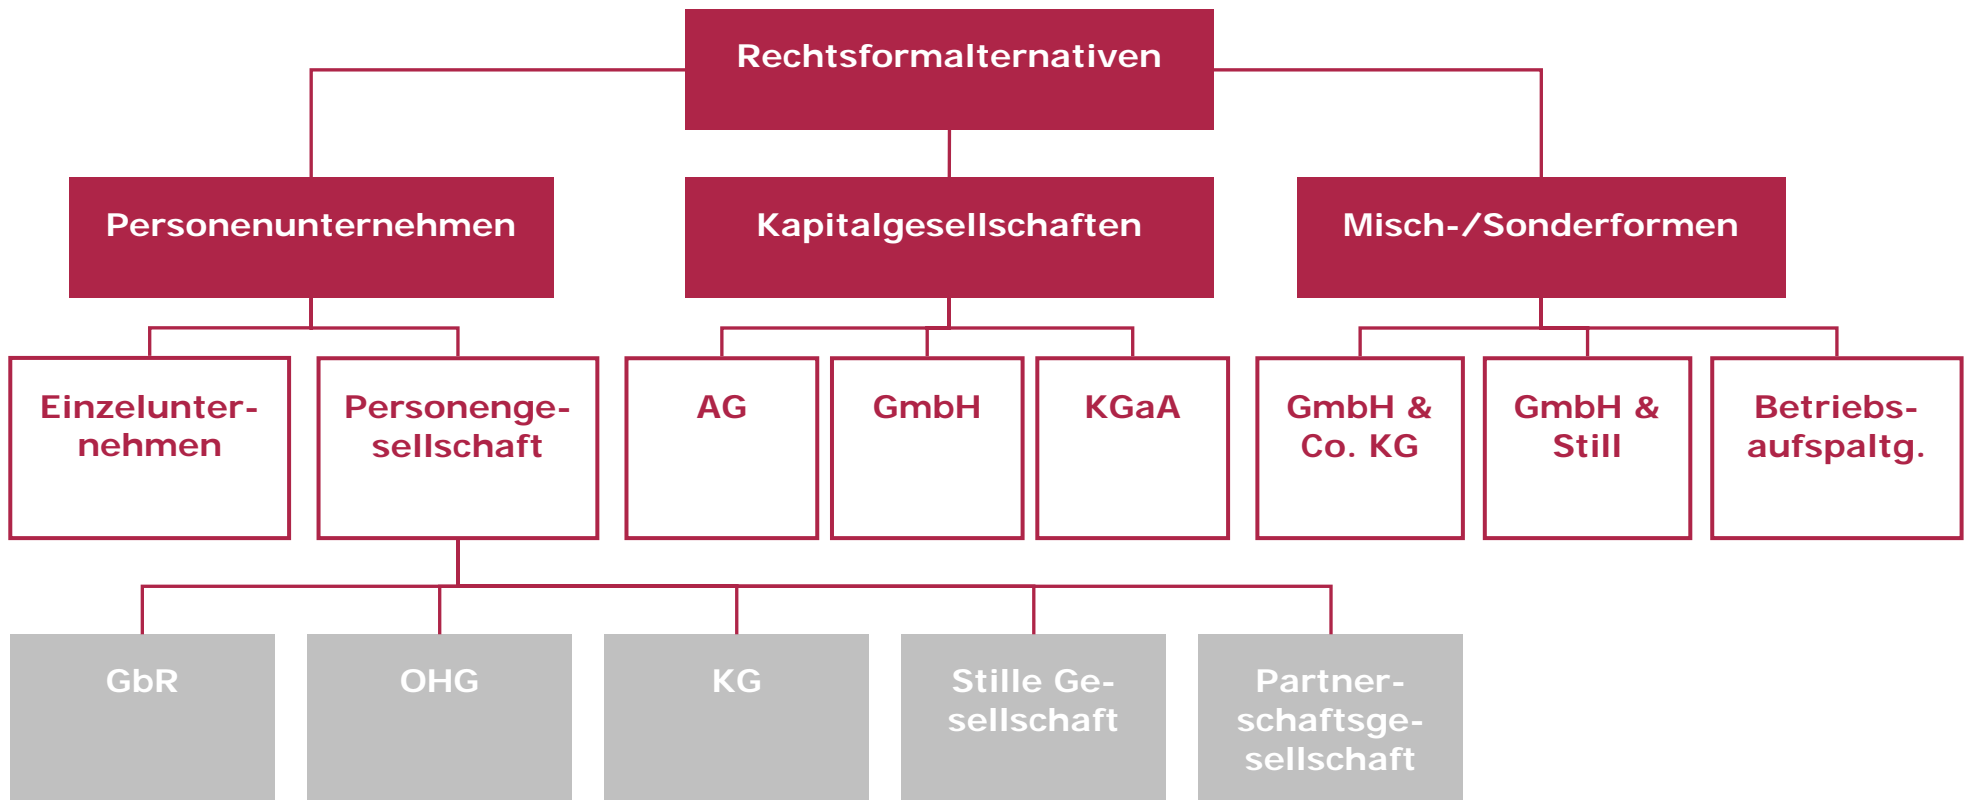 Rechtsformalternativen
Personenunternehmen
Kapitalgesellschaften
Misch-/Sonderformen
Einzelunter-
nehmen
Personenge-
sellschaft
AG
GmbH
KGaA
GmbH &
Co. KG
GmbH &
Still
Betriebs-
aufspaltg.
GbR
OHG
KG
Stille Ge-
sellschaft
Partner-
schaftsge-
sellschaft